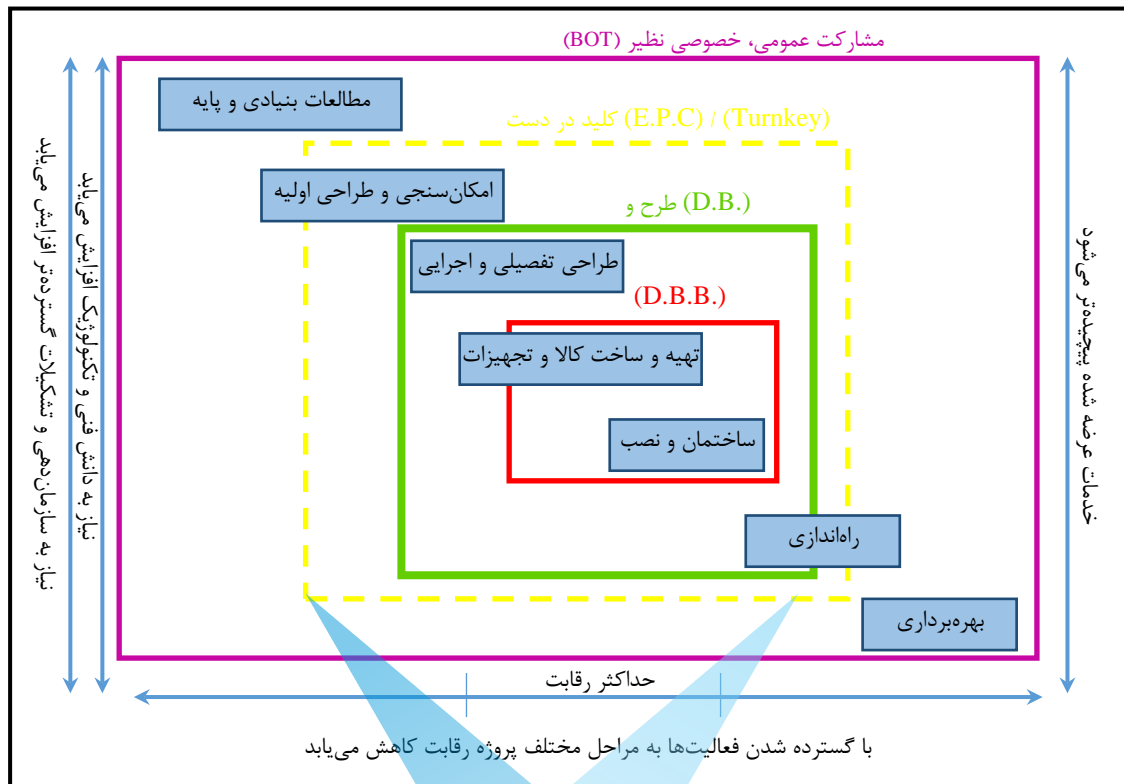 مشارکت عمومی، خصوصی نظیر (BOT)
مطالعات بنیادی و پایه
کلید در دست (E.P.C) / (Turnkey)
امکان‌سنجی و طراحی اولیه
طرح و (D.B.)
طراحی تفصیلی و اجرایی
(D.B.B.)
تهیه و ساخت کالا و تجهیزات
ساختمان و نصب
راه‌اندازی
بهره‌برداری
خدمات عرضه شده پیچیده‌تر می‌شود
نیاز به دانش فنی و تکنولوژیک افزایش می‌یابد
نیاز به سازمان‌دهی و تشکیلات گسترده‌تر افزایش می‌یابد
حداکثر رقابت
با گسترده شدن فعالیت‌ها به مراحل مختلف پروژه رقابت کاهش می‌یابد